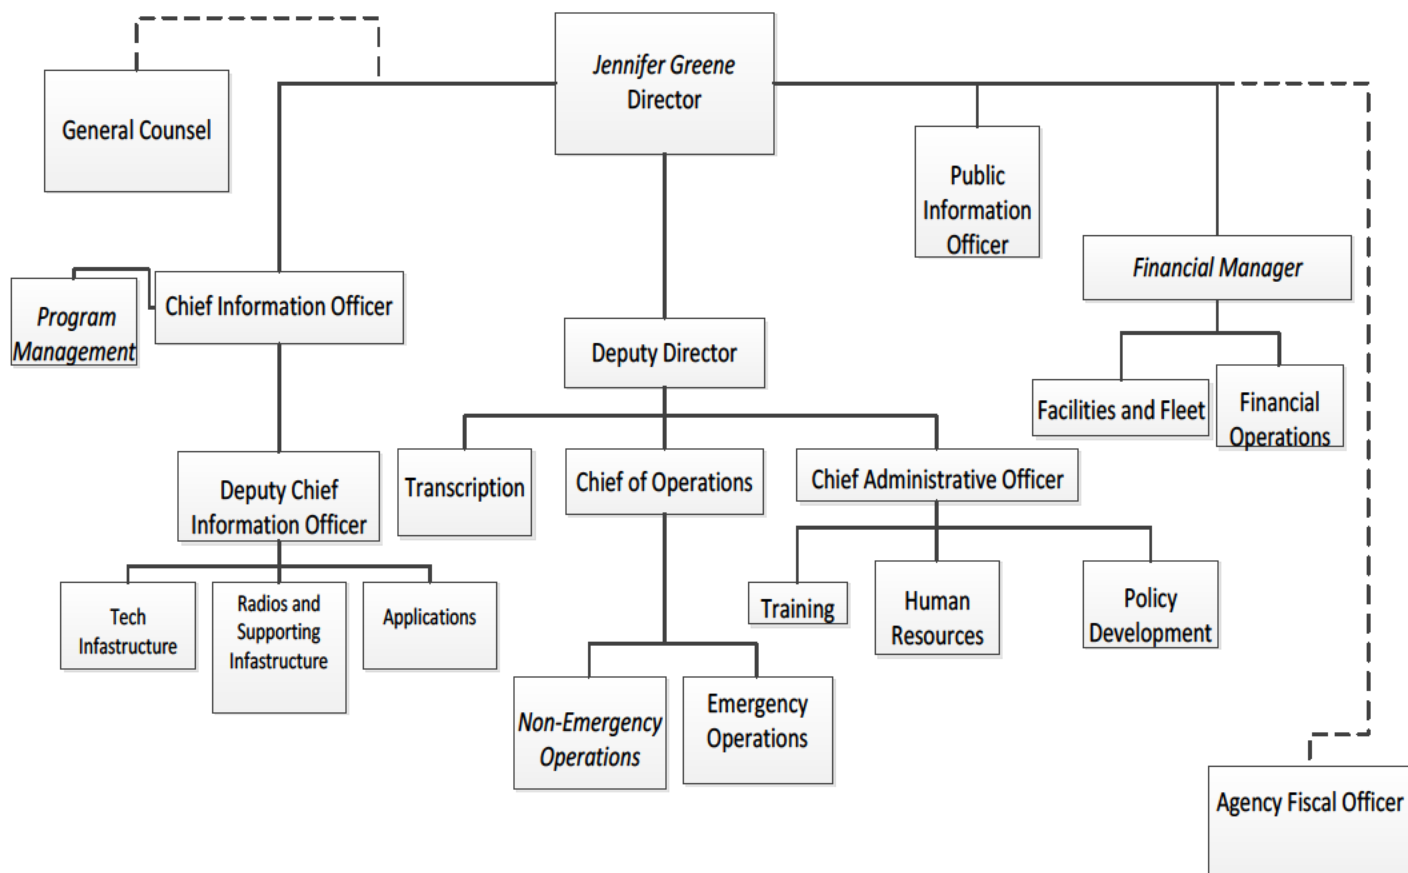 Jennifer Greene
Director
General Counsel
Public
Information
Officer
Financial Manager
Chief Information Officer
Program
Management
Deputy Director
Facilities and Fleet
Financial
Operations
Deputy Chief
Information Officer
Transcription
Chief of Operations
Chief Administrative Officer
Tech
Infastructure
Radios and
Supporting
Infastructure
Applications
Training
Human
Resources
Policy
Development
Non-Emergency
Operations
Emergency
Operations
Agency Fiscal Officer